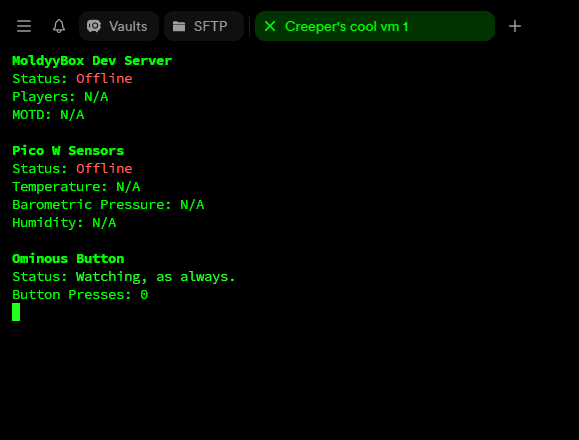 Vaults SFTP Creeper's cool vm 1
MoldyyBox Dev Server
Status: Offline
Players: N/A
MOTD: N/A
Pico W Sensors
Status: Offline
Temperature: N/A
Barometric Pressure: N/A
Humidity: N/A
Ominous Button
Status: Watching, as always.
Button Presses: 0